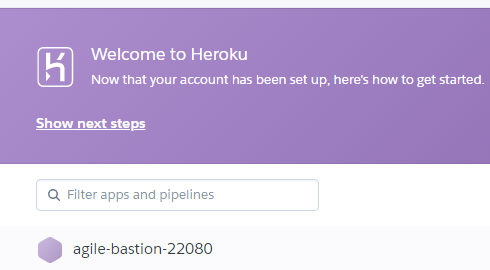 Welcome to Heroku
Now that your account has been set up, here's how to get started.
Show next steps
Filter apps and pipelines
agile-bastion-22080